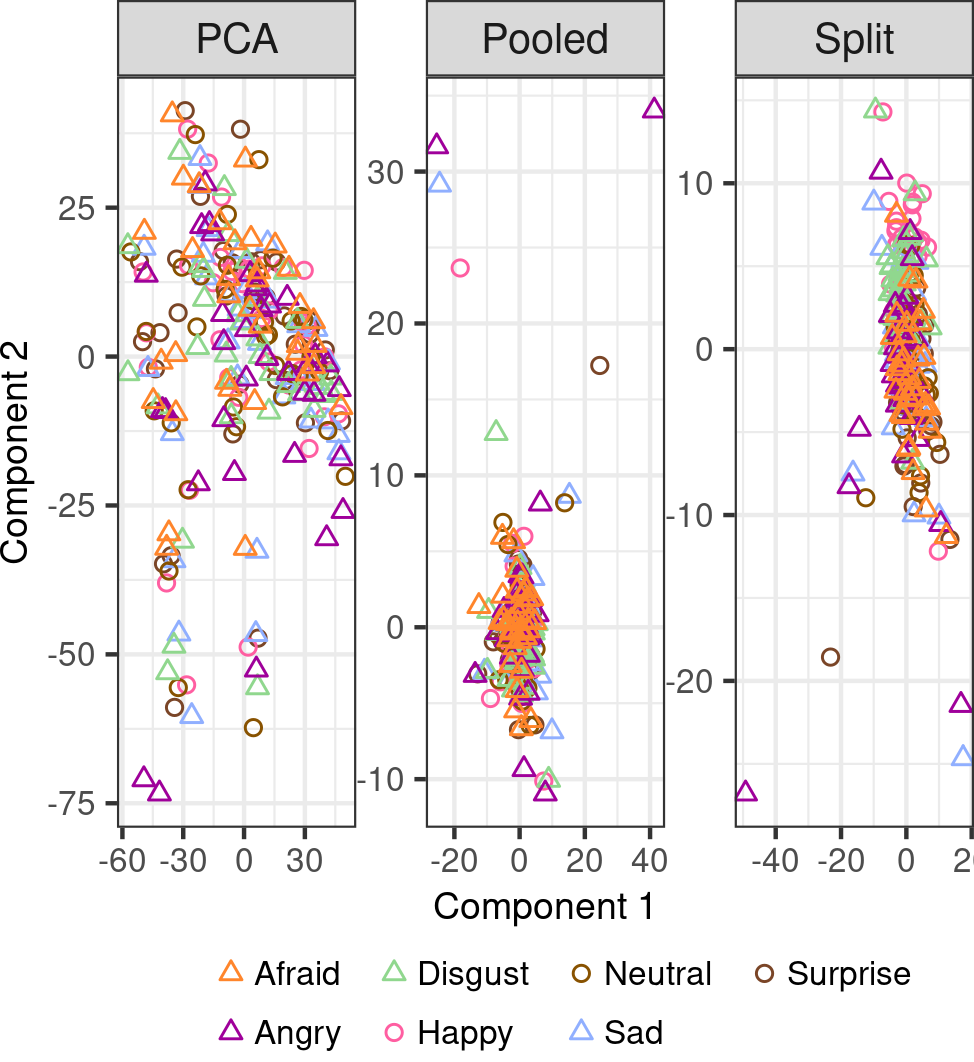 PCA Pooled Split
Component 2
25
0
-25
-50
-75
30
20
10
0
-10
10
0
-10
-20
-60 -30 0 30
-20 0 20 40
-40 -20 0 20
Component 1
Afraid Disgust Neutral Surprise
Angry Happy Sad